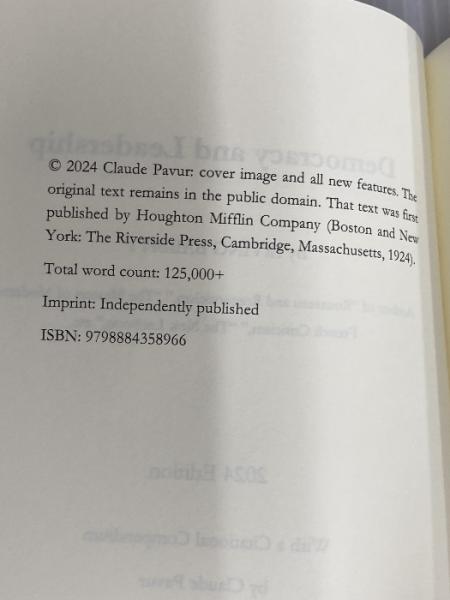 © 2024 Claude Pavur: cover image and all new features. The
original text remains in the public domain. That text was first
published by Houghton Mifflin Company (Boston and New
York: The Riverside Press, Cambridge, Massachusetts, 1924).
Total word count: 125,000+
Imprint: Independently published
ISBN: 9798884358966